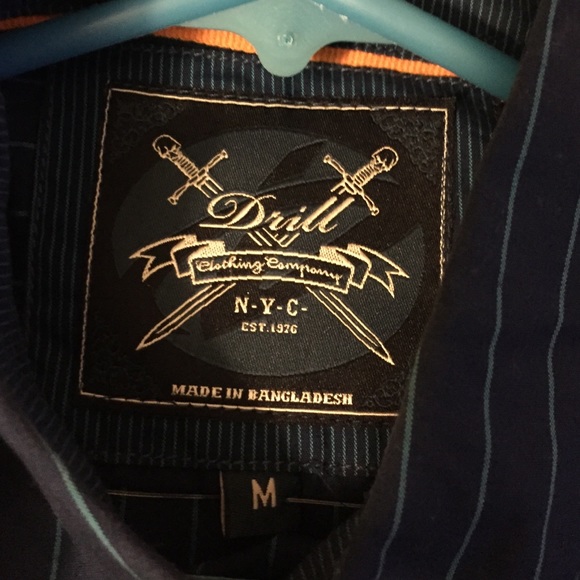 Drill
Clothing Company
N-Y-C-
EST.1976
MADE IN BANGLADESH
M